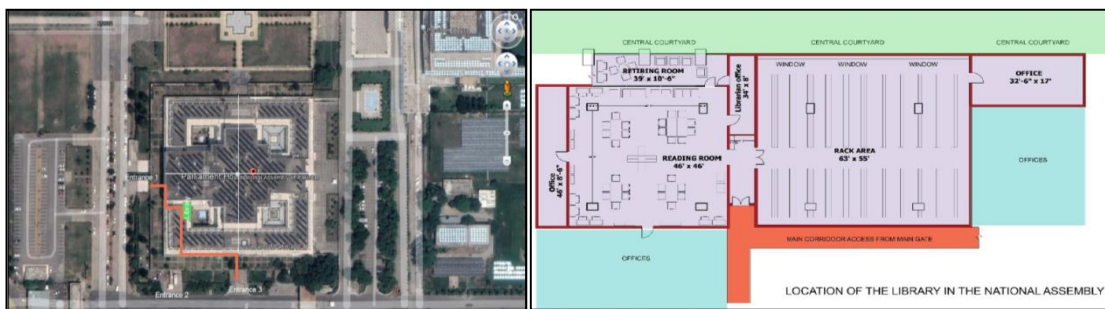 Entrance 1
Entrance 2
Entrance 3
CENTRAL COURTYARD
CENTRAL COURTYARD
CENTRAL COURTYARD
RETIRING ROOM
39' x 10'-6"
Librarian office
34' x 8'
WINDOW
WINDOW
WINDOW
OFFICE
32'-6" x 17'
Office
46' x 8'-6"
READING ROOM
46' x 46'
RACK AREA
63' x 55'
OFFICES
OFFICES
MAIN CORRIDOOR ACCESS FROM MAIN GATE
LOCATION OF THE LIBRARY IN THE NATIONAL ASSEMBLY